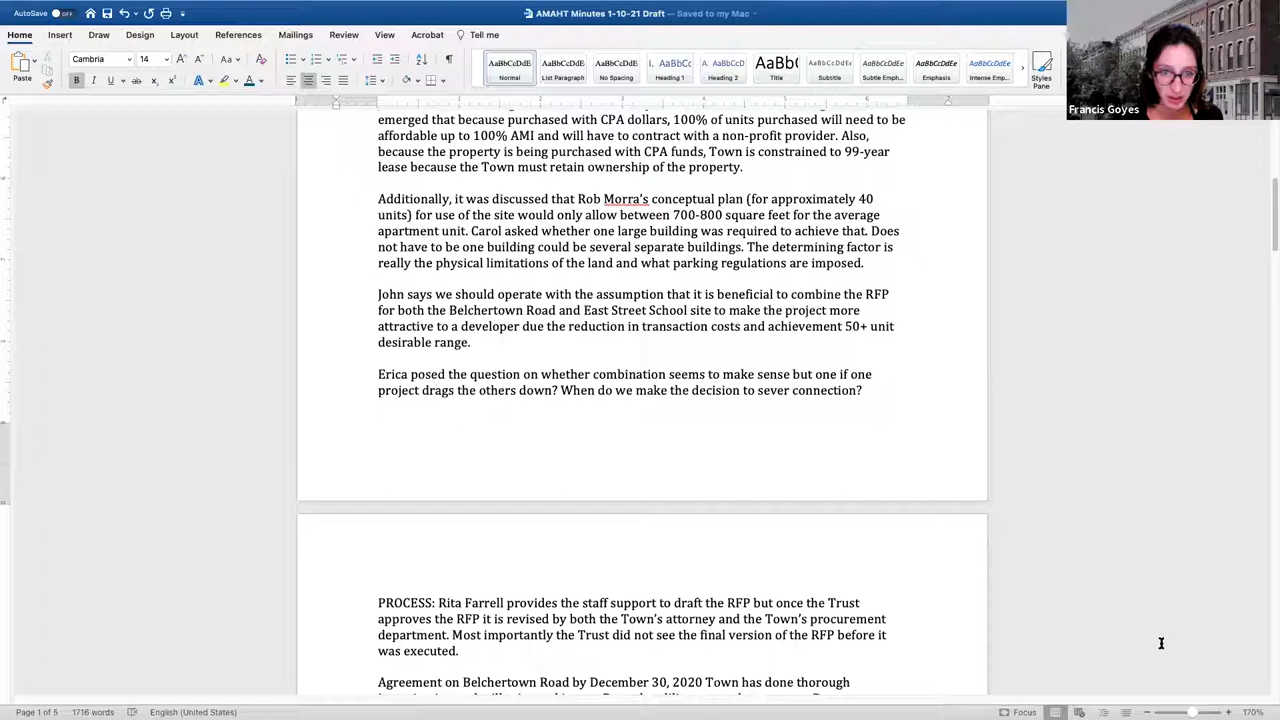 AutoSave OFF
AMAHT Minutes 1-10-21 Draft — Saved to my Mac
Home Insert Draw Design Layout References Mailings Review View Acrobat Tell me
Paste
Cambria 14
AaBbCcDdE AaBbCcDdE AaBbCcDdE AaBbCcDdE AaBbCcDdEe
Normal List Paragraph No Spacing Heading 1 Heading 2 Title Subtitle Subtle Emph... Emphasis Intense Emp... Styles Pane
Francis Goyes
emerged that because purchased with CPA dollars, 100% of units purchased will need to be
affordable up to 100% AMI and will have to contract with a non-profit provider. Also,
because the property is being purchased with CPA funds, Town is constrained to 99-year
lease because the Town must retain ownership of the property.
Additionally, it was discussed that Rob Morra's conceptual plan (for approximately 40
units) for use of the site would only allow between 700-800 square feet for the average
apartment unit. Carol asked whether one large building was required to achieve that. Does
not have to be one building could be several separate buildings. The determining factor is
really the physical limitations of the land and what parking regulations are imposed.
John says we should operate with the assumption that it is beneficial to combine the RFP
for both the Belchertown Road and East Street School site to make the project more
attractive to a developer due the reduction in transaction costs and achievement 50+ unit
desirable range.
Erica posed the question on whether combination seems to make sense but one if one
project drags the others down? When do we make the decision to sever connection?
PROCESS: Rita Farrell provides the staff support to draft the RFP but once the Trust
approves the RFP it is revised by both the Town's attorney and the Town's procurement
department. Most importantly the Trust did not see the final version of the RFP before it
was executed.
Agreement on Belchertown Road by December 30, 2020 Town has done thorough
Page 1 of 5 1716 words English (United States) Focus 170%